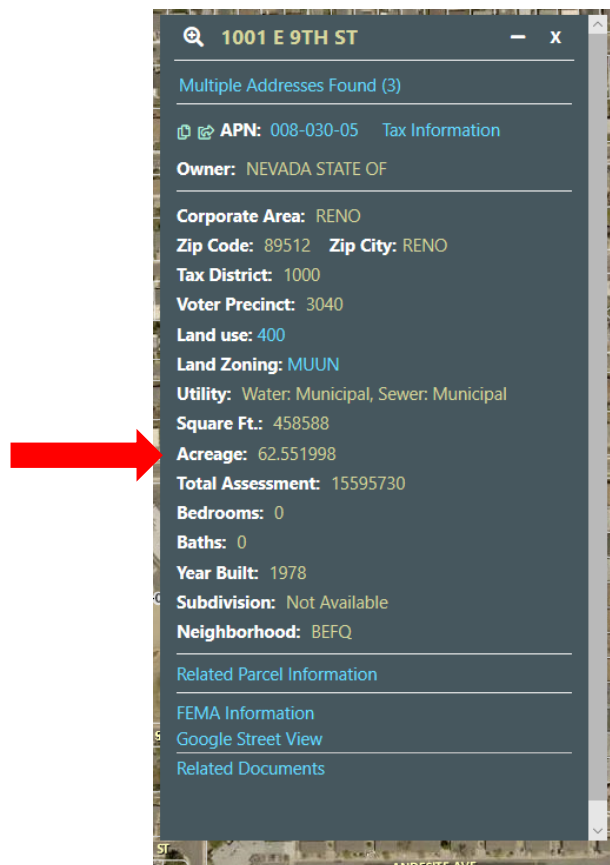 1001 E 9TH ST − x
Multiple Addresses Found (3)
APN: 008-030-05 Tax Information
Owner: NEVADA STATE OF
Corporate Area: RENO
Zip Code: 89512 Zip City: RENO
Tax District: 1000
Voter Precinct: 3040
Land use: 400
Land Zoning: MUUN
Utility: Water: Municipal, Sewer: Municipal
Square Ft.: 458588
Acreage: 62.551998
Total Assessment: 15595730
Bedrooms: 0
Baths: 0
Year Built: 1978
Subdivision: Not Available
Neighborhood: BEFQ
Related Parcel Information
FEMA Information
Google Street View
Related Documents
ST
ANDESITE AVE